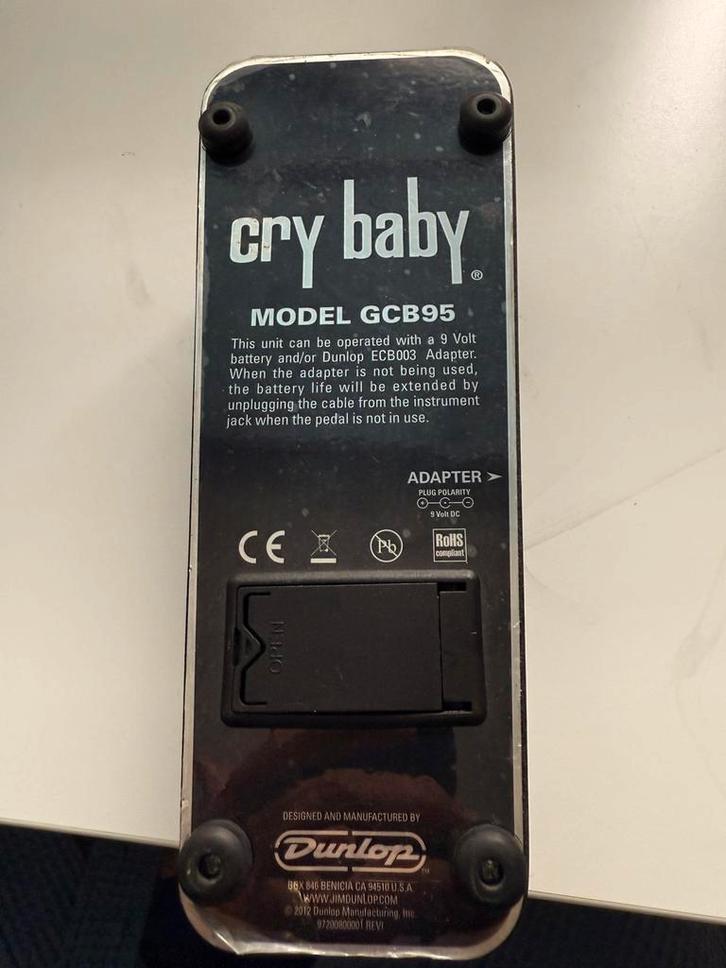 cry baby ®
MODEL GCB95
This unit can be operated with a 9 Volt
battery and/or Dunlop ECB003 Adapter.
When the adapter is not being used,
the battery life will be extended by
unplugging the cable from the instrument
jack when the pedal is not in use.
ADAPTER
PLUG POLARITY
9 Volt DC
CE
Pb
RoHS
compliant
OPEN
DESIGNED AND MANUFACTURED BY
Dunlop
BOX 846 BENICIA CA 94510 U.S.A.
WWW.JIMDUNLOP.COM
© 2012 Dunlop Manufacturing, Inc.
97200800001 REVI